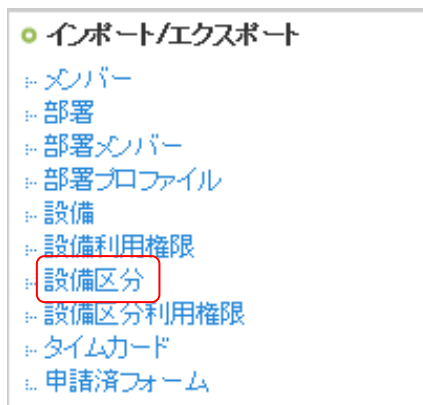 インポート/エクスポート
メンバー
部署
部署メンバー
部署プロファイル
設備
設備利用権限
設備区分
設備区分利用権限
タイムカード
申請済フォーム